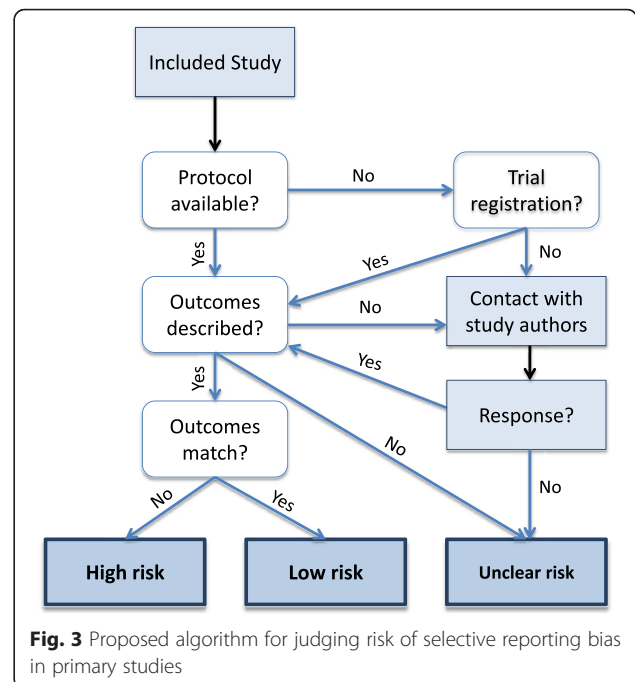 Included Study
Protocol
available?
No
Trial
registration?
Yes
Yes
No
Outcomes
described?
No
Contact with
study authors
Yes
Yes
Response?
Outcomes
match?
No
No
No
Yes
High risk
Low risk
Unclear risk
Fig. 3 Proposed algorithm for judging risk of selective reporting bias
in primary studies